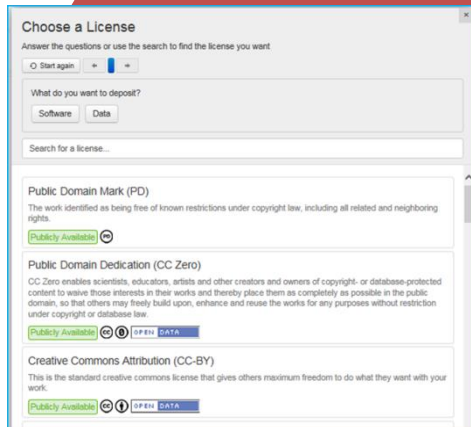 Choose a License
Answer the questions or use the search to find the license you want
Start again
What do you want to deposit?
Software Data
Search for a license...
Public Domain Mark (PD)
The work identified as being free of known restrictions under copyright law, including all related and neighboring
rights.
Publicly Available PD
Public Domain Dedication (CC Zero)
CC Zero enables scientists, educators, artists and other creators and owners of copyright- or database-protected
content to waive those interests in their works and thereby place them as completely as possible in the public
domain, so that others may freely build upon, enhance and reuse the works for any purposes without restriction
under copyright or database law.
Publicly Available cc 0 OPEN DATA
Creative Commons Attribution (CC-BY)
This is the standard creative commons license that gives others maximum freedom to do what they want with your
work.
Publicly Available cc OPEN DATA